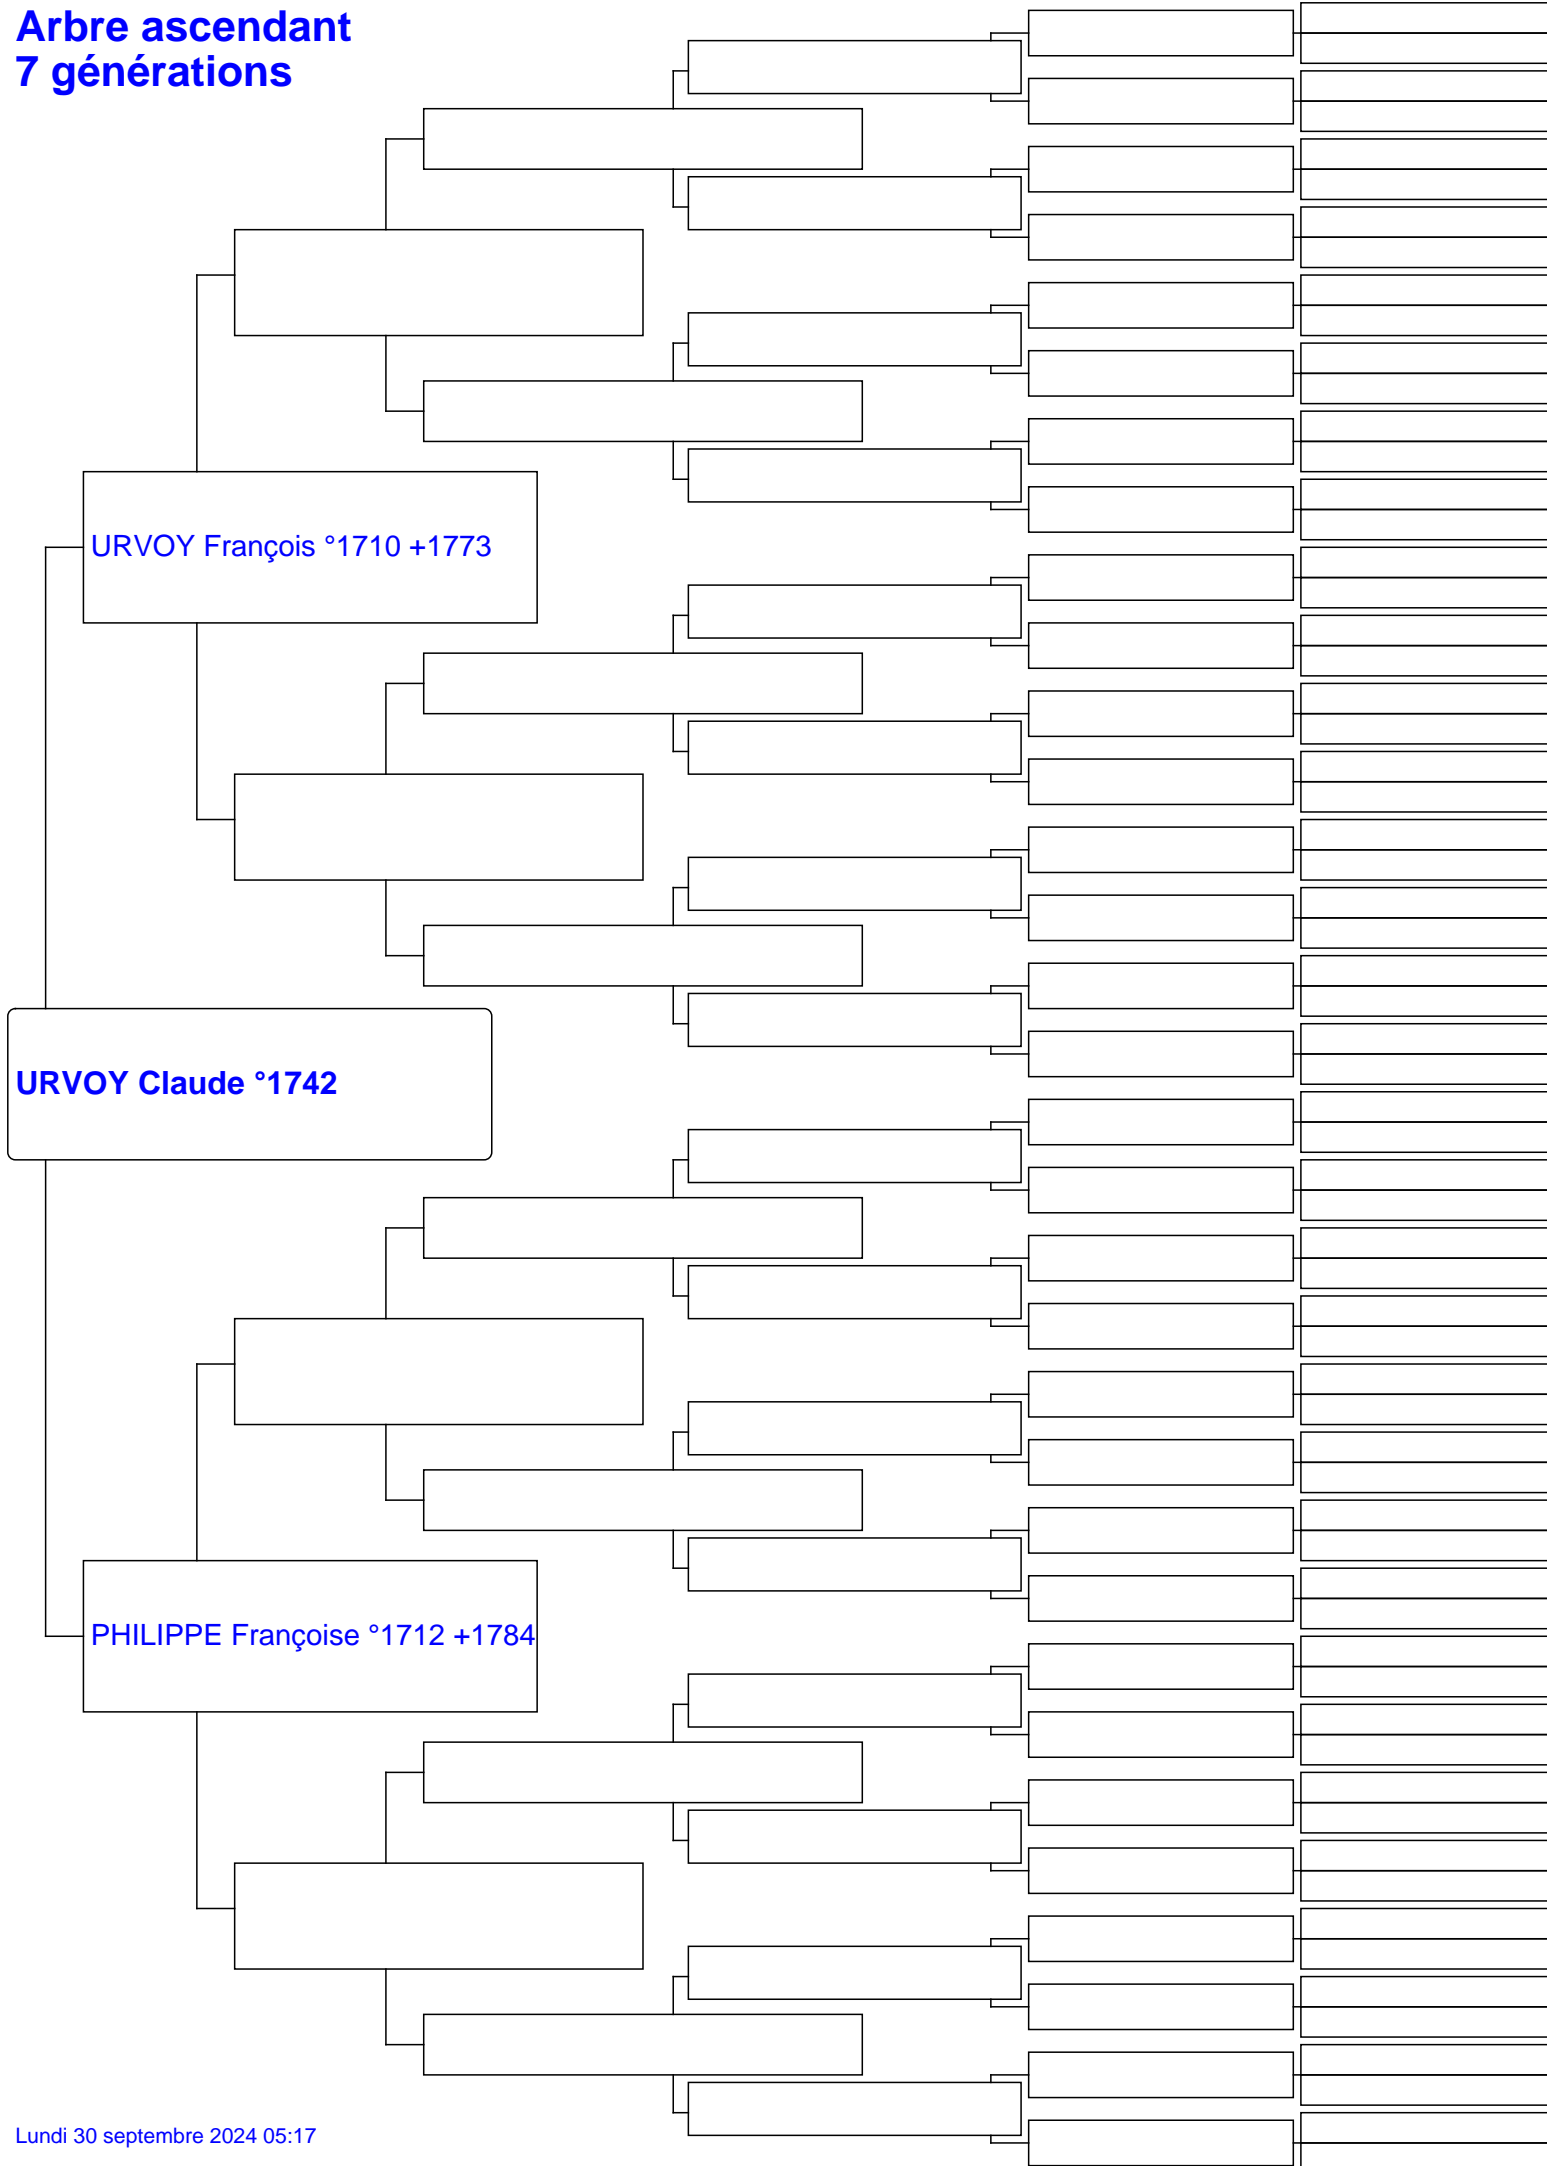 Arbre ascendant
7 générations
URVOY François °1710 +1773
URVOY Claude °1742
PHILIPPE Françoise °1712 +1784
Lundi 30 septembre 2024 05:17